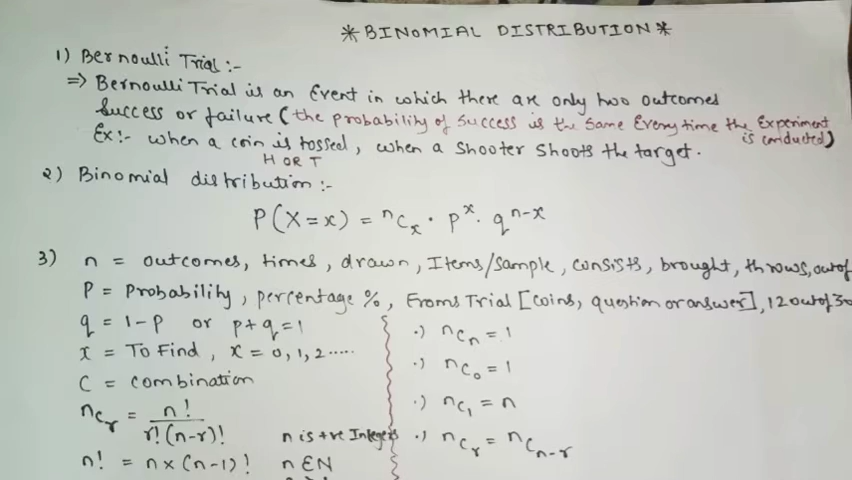 *BINOMIAL DISTRIBUTION*
1) Bernoulli Trial :-
⇒ Bernoulli Trial is an Event in which there are only two outcomes
Success or failure (the probability of success is the same Every time the Experiment
is conducted)
Ex:- when a coin is tossed, when a shooter shoots the target.
H OR T
2) Binomial distribution :-
P(X=x) = ⁿCₓ · pˣ · qⁿ⁻ˣ
3) n = outcomes, times, drawn, Items/sample, consists, brought, throws, out of
P = Probability, percentage %, From Trial [coins, question or answer], 12 out of 30
q = 1-p or p+q=1
x = To Find, x = 0, 1, 2.....
C = combination
nCr = n! / r!(n-r)! n is +ve Integers
n! = n×(n-1)! n∈N
·) nCn = 1
·) nC₀ = 1
·) nC₁ = n
·) nCr = nCn-r